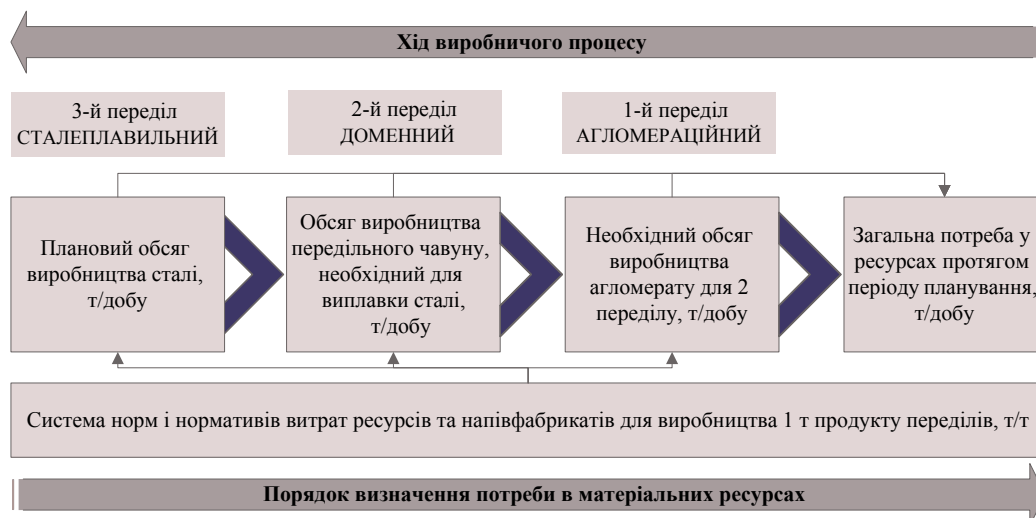 Хід виробничого процесу
3-й переділ
СТАЛЕПЛАВИЛЬНИЙ
2-й переділ
ДОМЕННИЙ
1-й переділ
АГЛОМЕРАЦІЙНИЙ
Плановий обсяг
виробництва сталі,
т/добу
Обсяг виробництва
передільного чавуну,
необхідний для
виплавки сталі,
т/добу
Необхідний обсяг
виробництва
агломерату для 2
переділу, т/добу
Загальна потреба у
ресурсах протягом
періоду планування,
т/добу
Система норм і нормативів витрат ресурсів та напівфабрикатів для виробництва 1 т продукту переділів, т/т
Порядок визначення потреби в матеріальних ресурсах